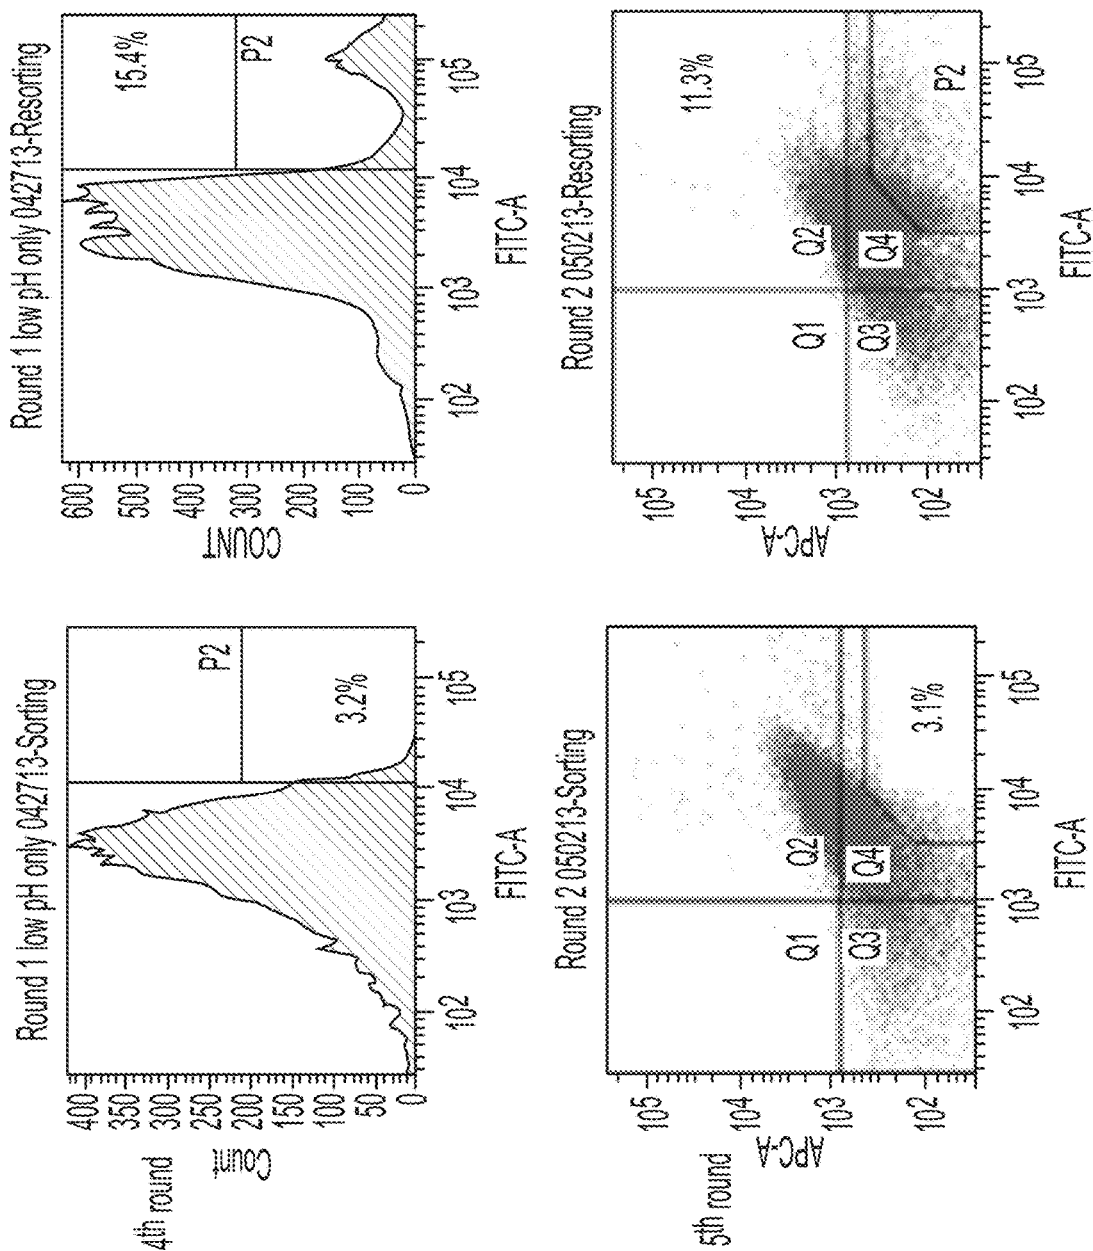 4th round
Round 1 low pH only 042713-Sorting
Count
400
350
300
250
200
150
100
50
0
P2
3.2%
10²
10³
10⁴
10⁵
FITC-A
Round 1 low pH only 042713-Resorting
COUNT
600
500
400
300
200
100
0
15.4%
P2
10²
10³
10⁴
10⁵
FITC-A
5th round
Round 2 050213-Sorting
APC-A
10⁵
10⁴
10³
10²
Q1
Q2
Q3
Q4
3.1%
10²
10³
10⁴
10⁵
FITC-A
Round 2 050213-Resorting
APC-A
10⁵
10⁴
10³
10²
11.3%
Q1
Q2
Q3
Q4
P2
10²
10³
10⁴
10⁵
FITC-A